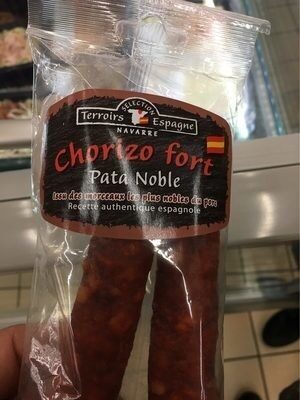 SÉLECTION
Terroirs Espagne
NAVARRE
Chorizo fort
Pata Noble
Issu des morceaux les plus nobles du porc
Recette authentique espagnole